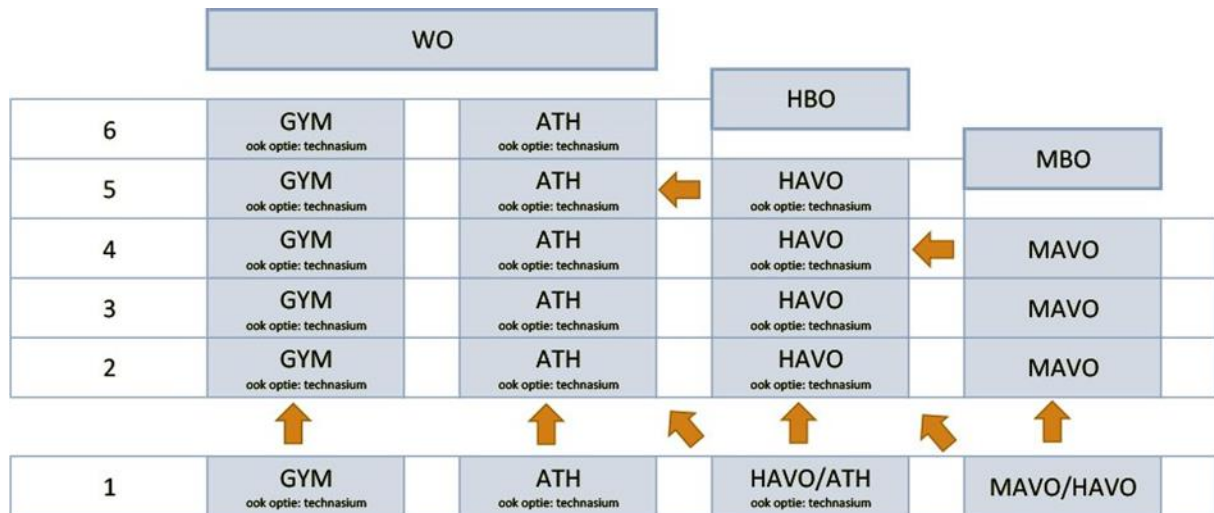 WO
HBO
6 GYM ATH
ook optie: technasium ook optie: technasium
MBO
5 GYM ATH HAVO
ook optie: technasium ook optie: technasium ook optie: technasium
4 GYM ATH HAVO MAVO
ook optie: technasium ook optie: technasium ook optie: technasium
3 GYM ATH HAVO MAVO
ook optie: technasium ook optie: technasium ook optie: technasium
2 GYM ATH HAVO MAVO
ook optie: technasium ook optie: technasium ook optie: technasium
1 GYM ATH HAVO/ATH MAVO/HAVO
ook optie: technasium ook optie: technasium ook optie: technasium